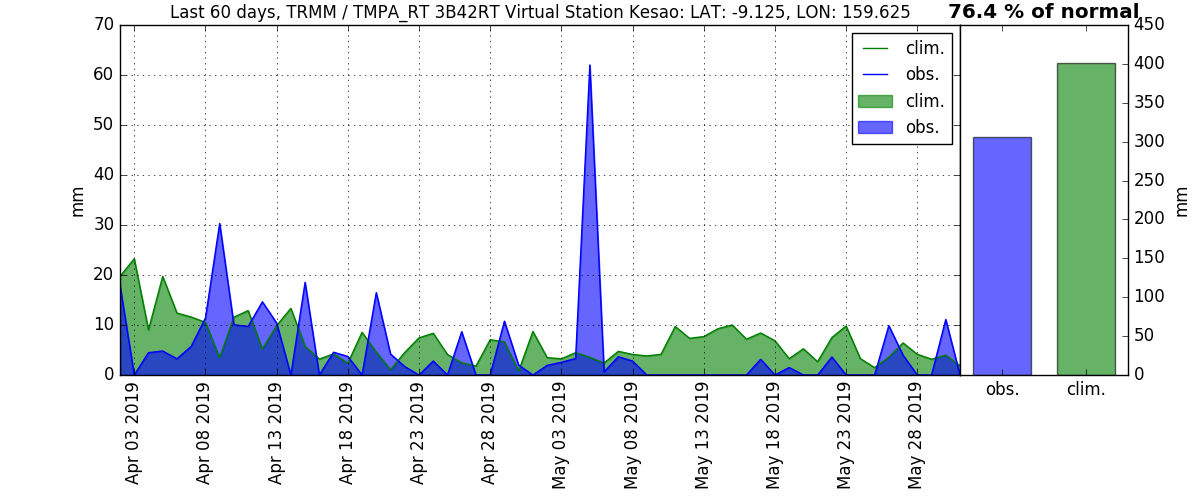 Last 60 days, TRMM / TMPA_RT 3B42RT Virtual Station Kesao: LAT: -9.125, LON: 159.625
76.4 % of normal
70
60
50
40
30
20
10
0
mm
clim.
obs.
clim.
obs.
450
400
350
300
250
200
150
100
50
0
mm
Apr 03 2019
Apr 08 2019
Apr 13 2019
Apr 18 2019
Apr 23 2019
Apr 28 2019
May 03 2019
May 08 2019
May 13 2019
May 18 2019
May 23 2019
May 28 2019
obs.
clim.